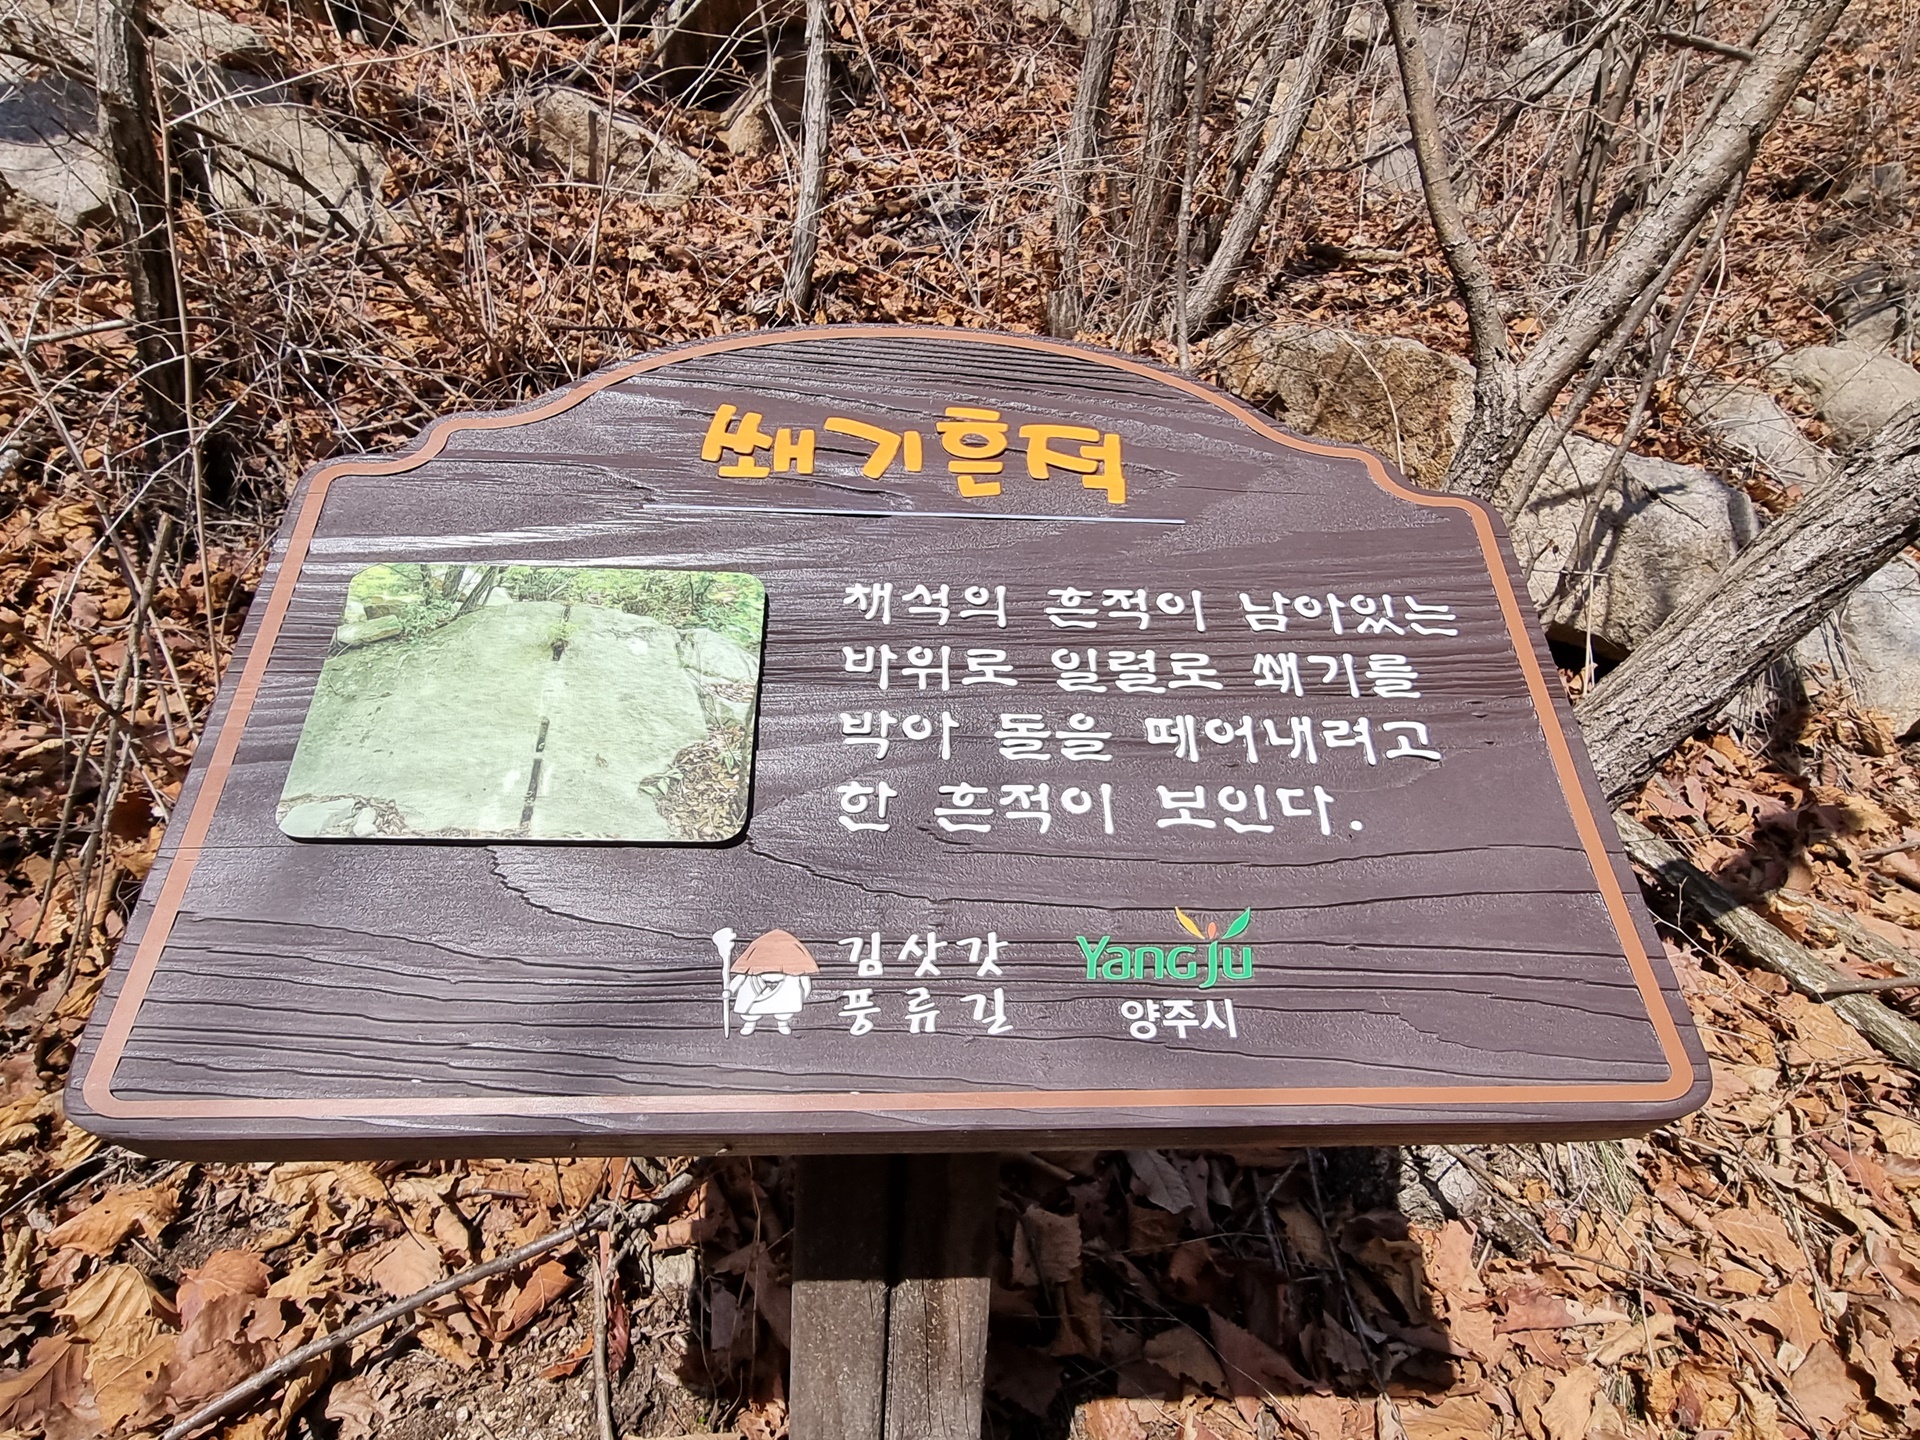 쐐기흔적
채석의 흔적이 남아있는
바위로 일렬로 쐐기를
박아 돌을 떼어내려고
한 흔적이 보인다.
김삿갓
풍류길
Yangju
양주시